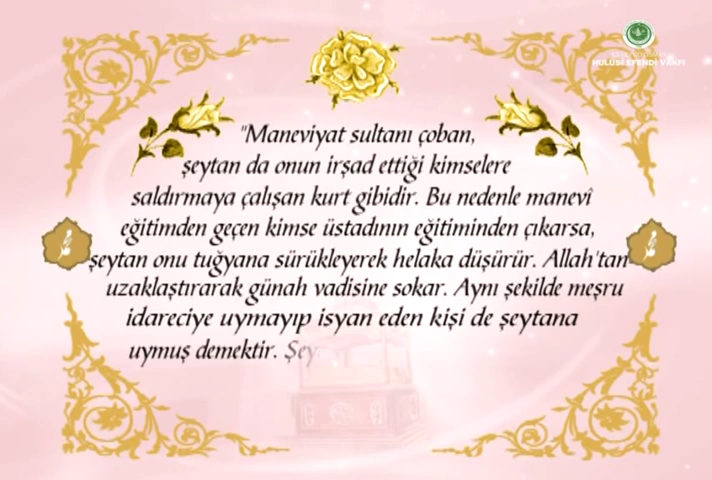 HULÛSİ EFENDİ VAKFI
"Maneviyat sultanı çoban,
şeytan da onun irşad ettiği kimselere
saldırmaya çalışan kurt gibidir. Bu nedenle manevî
eğitimden geçen kimse üstadının eğitiminden çıkarsa,
şeytan onu tuğyana sürükleyerek helaka düşürür. Allah'tan
uzaklaştırarak günah vadisine sokar. Aynı şekilde meşru
idareciye uymayıp isyan eden kişi de şeytana
uymuş demektir. Şey